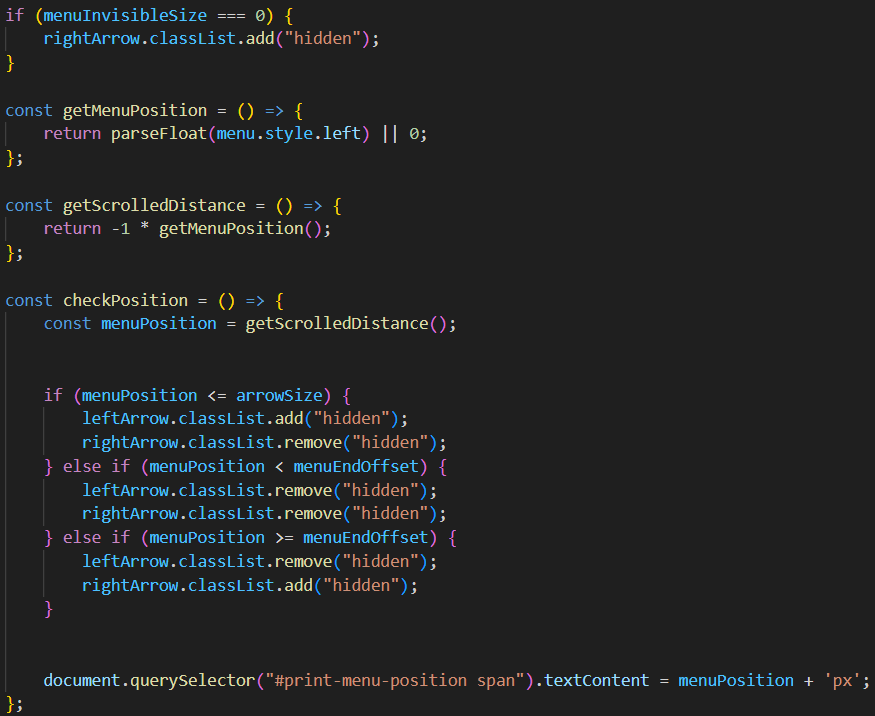 if (menuInvisibleSize === 0) {
    rightArrow.classList.add("hidden");
}

const getMenuPosition = () => {
    return parseFloat(menu.style.left) || 0;
};

const getScrolledDistance = () => {
    return -1 * getMenuPosition();
};

const checkPosition = () => {
    const menuPosition = getScrolledDistance();


    if (menuPosition <= arrowSize) {
        leftArrow.classList.add("hidden");
        rightArrow.classList.remove("hidden");
    } else if (menuPosition < menuEndOffset) {
        leftArrow.classList.remove("hidden");
        rightArrow.classList.remove("hidden");
    } else if (menuPosition >= menuEndOffset) {
        leftArrow.classList.remove("hidden");
        rightArrow.classList.add("hidden");
    }


    document.querySelector("#print-menu-position span").textContent = menuPosition + 'px';
};